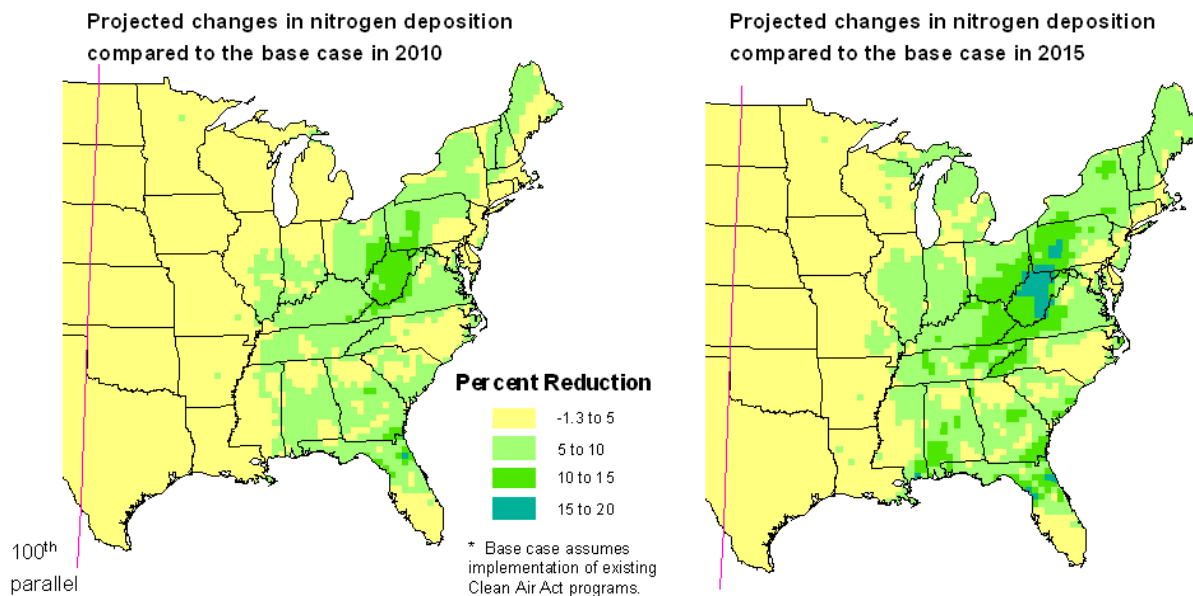 Projected changes in nitrogen deposition
compared to the base case in 2010
Projected changes in nitrogen deposition
compared to the base case in 2015
Percent Reduction
-1.3 to 5
5 to 10
10 to 15
15 to 20
* Base case assumes
implementation of existing
Clean Air Act programs.
100th
parallel